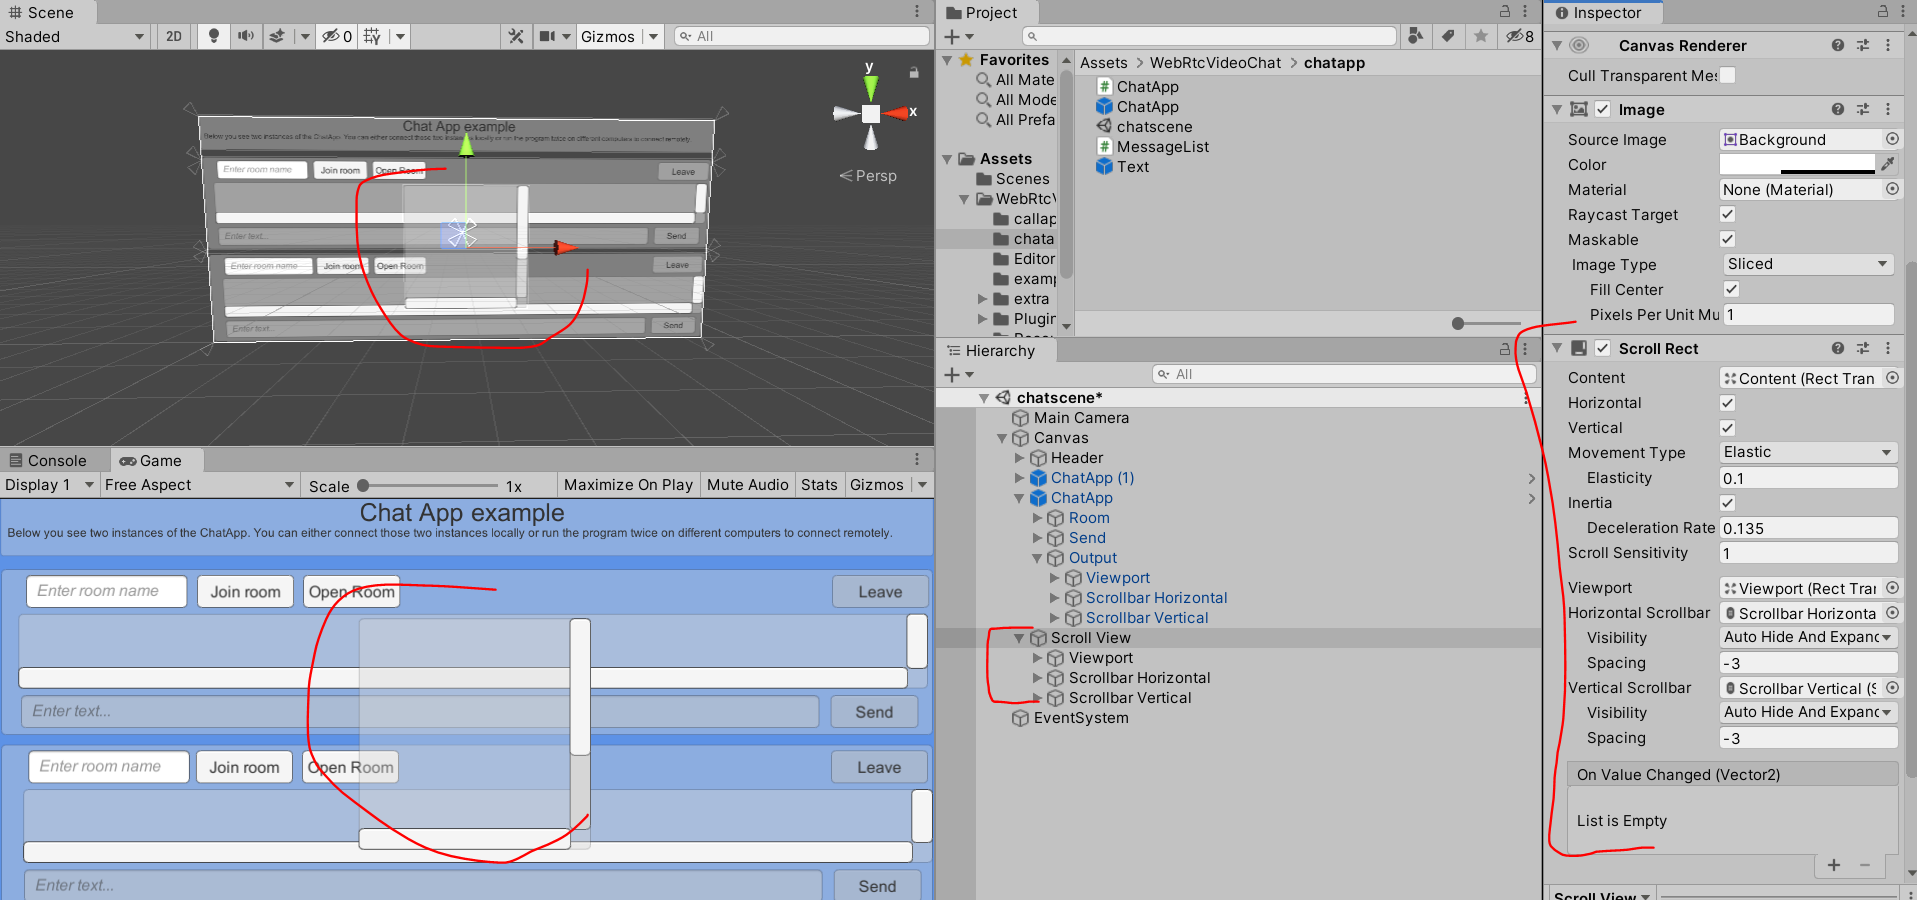 Scene
Shaded
2D
0
Gizmos
All
y
x
Persp
Chat App example
Below you see two instances of the ChatApp. You can either connect those two instances locally or run the program twice on different computers to connect remotely.
Enter room name
Join room
Open Room
Leave
Enter text...
Send
Enter room name
Join room
Open Room
Leave
Enter text...
Send
Console
Game
Display 1
Free Aspect
Scale
1x
Maximize On Play
Mute Audio
Stats
Gizmos
Chat App example
Below you see two instances of the ChatApp. You can either connect those two instances locally or run the program twice on different computers to connect remotely.
Enter room name
Join room
Open Room
Leave
Enter text...
Send
Enter room name
Join room
Open Room
Leave
Enter text...
Send
Project
8
Favorites
All Mate
All Mode
All Prefa
Assets
Scenes
WebRtcV
callap
chata
Editor
examp
extra
Plugin
Assets > WebRtcVideoChat > chatapp
ChatApp
ChatApp
chatscene
MessageList
Text
Hierarchy
All
chatscene*
Main Camera
Canvas
Header
ChatApp (1)
ChatApp
Room
Send
Output
Viewport
Scrollbar Horizontal
Scrollbar Vertical
Scroll View
Viewport
Scrollbar Horizontal
Scrollbar Vertical
EventSystem
Inspector
Canvas Renderer
Cull Transparent Mes
Image
Source Image Background
Color
Material None (Material)
Raycast Target
Maskable
Image Type Sliced
Fill Center
Pixels Per Unit Mu 1
Scroll Rect
Content Content (Rect Tran
Horizontal
Vertical
Movement Type Elastic
Elasticity 0.1
Inertia
Deceleration Rate 0.135
Scroll Sensitivity 1
Viewport Viewport (Rect Trar
Horizontal Scrollbar Scrollbar Horizonta
Visibility Auto Hide And Expand
Spacing -3
Vertical Scrollbar Scrollbar Vertical (S
Visibility Auto Hide And Expand
Spacing -3
On Value Changed (Vector2)
List is Empty
Scroll View